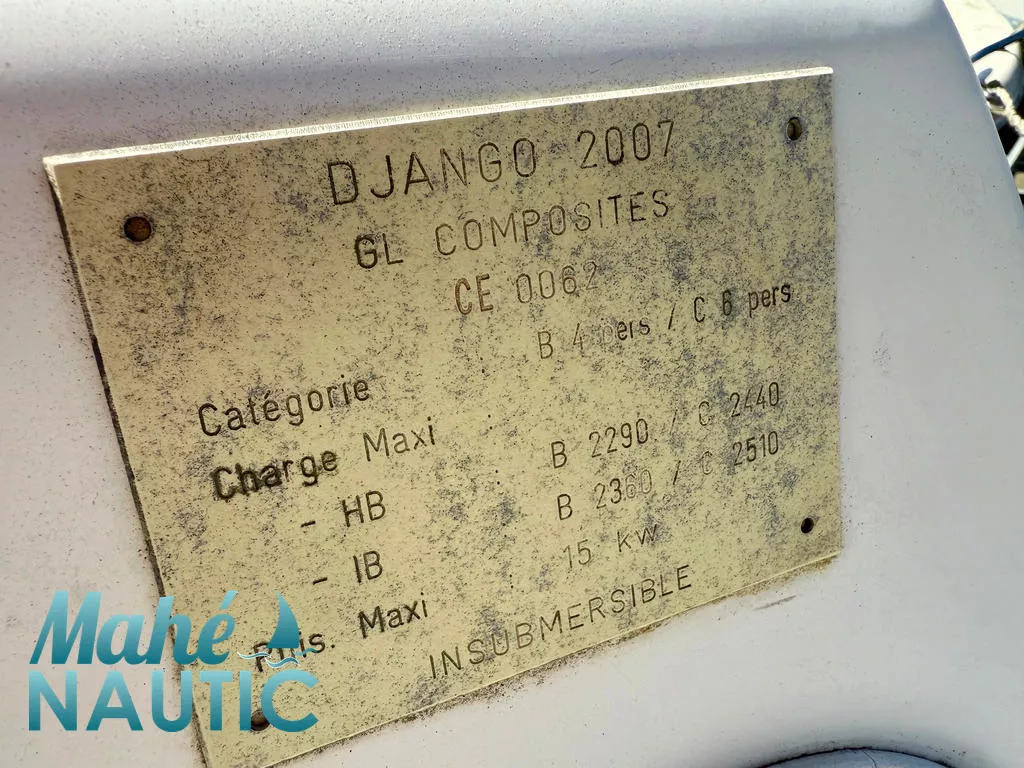 DJANGO 2007
GL COMPOSITES
CE 0062
Catégorie B 4 pers / C 6 pers
Charge Maxi :
- HB B 2290 / C 2440
- IB B 2360 / C 2510
Puis. Maxi 15 kW
INSUBMERSIBLE
Mahé
NAUTIC